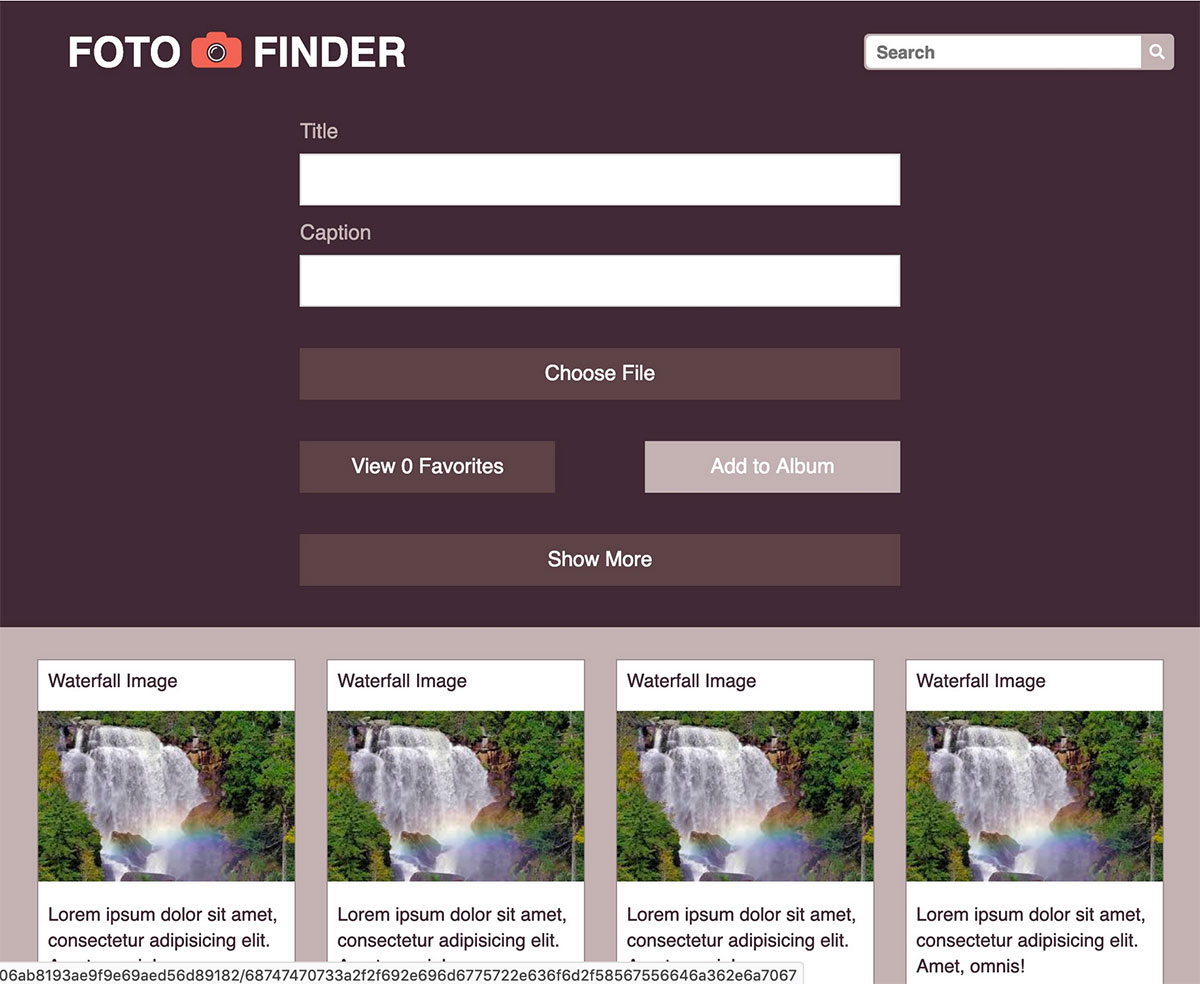 FOTO FINDER
Search
Title
Caption
Choose File
View 0 Favorites
Add to Album
Show More
Waterfall Image
Waterfall Image
Waterfall Image
Waterfall Image
Lorem ipsum dolor sit amet,
consectetur adipisicing elit.
Lorem ipsum dolor sit amet,
consectetur adipisicing elit.
Lorem ipsum dolor sit amet,
consectetur adipisicing elit.
Lorem ipsum dolor sit amet,
consectetur adipisicing elit.
Amet, omnis!
06ab8193ae9f9e69aed56d89182/68747470733a2f2f692e696d6775722e636f6d2f58567556646a362e6a7067